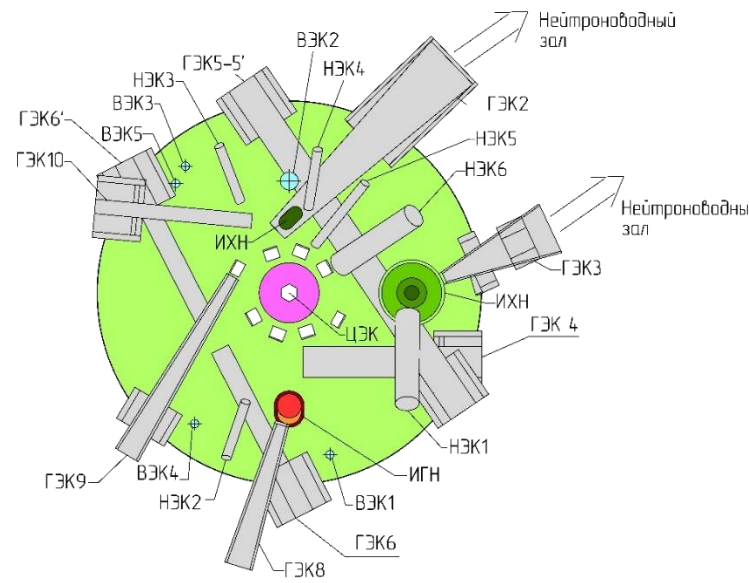 Нейтроноводный
зал
ВЭК2
ГЭК5-5'
НЭК4
НЭК3
ГЭК2
ВЭК3
НЭК5
ГЭК6'
ВЭК5
ГЭК10
НЭК6
Нейтроноводны
зал
ИХН
ГЭК3
ИХН
ЦЭК
ГЭК 4
НЭК1
ВЭК4
ИГН
ГЭК9
НЭК2
ВЭК1
ГЭК6
ГЭК8